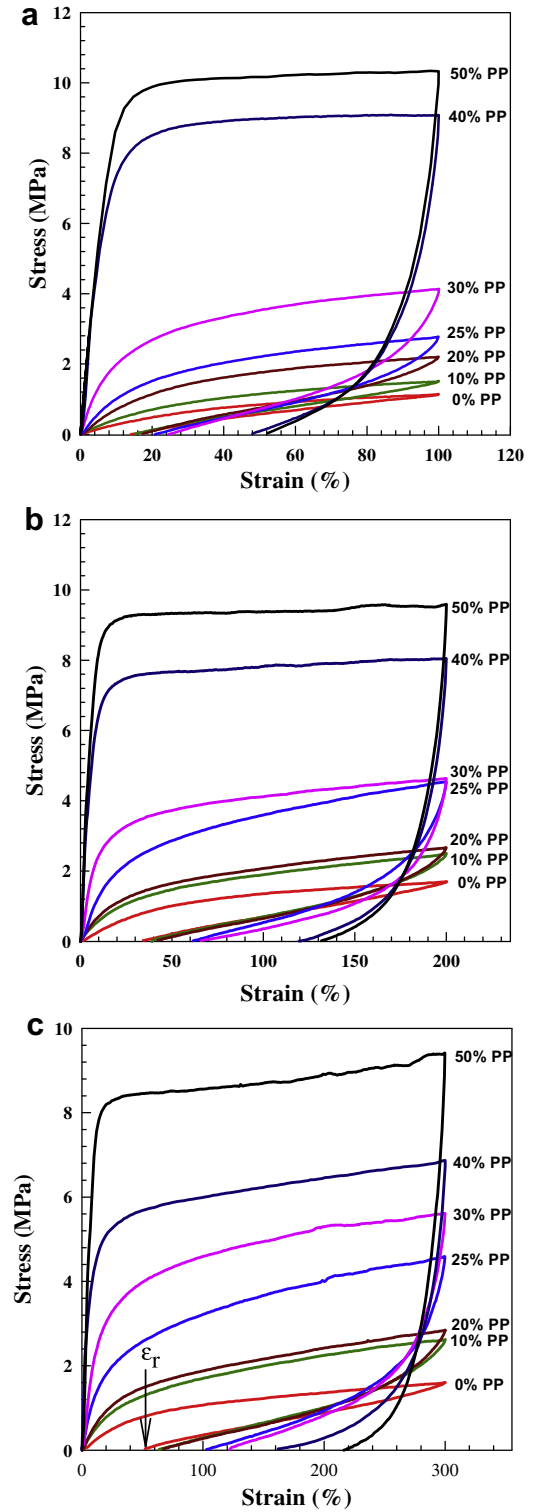 a
12
10
8
6
4
2
0
Stress (MPa)
50% PP
40% PP
30% PP
25% PP
20% PP
10% PP
0% PP
0 20 40 60 80 100 120
Strain (%)
b
12
10
8
6
4
2
0
Stress (MPa)
50% PP
40% PP
30% PP
25% PP
20% PP
10% PP
0% PP
0 50 100 150 200
Strain (%)
c
10
8
6
4
2
0
Stress (MPa)
50% PP
40% PP
30% PP
25% PP
20% PP
10% PP
0% PP
εr
0 100 200 300
Strain (%)